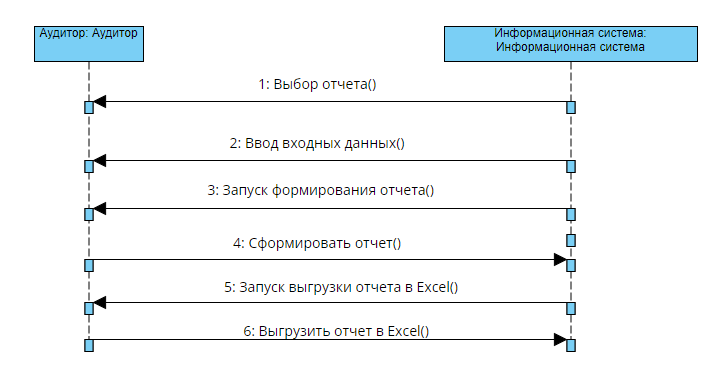 Аудитор: Аудитор
Информационная система:
Информационная система
1: Выбор отчета()
2: Ввод входных данных()
3: Запуск формирования отчета()
4: Сформировать отчет()
5: Запуск выгрузки отчета в Excel()
6: Выгрузить отчет в Excel()